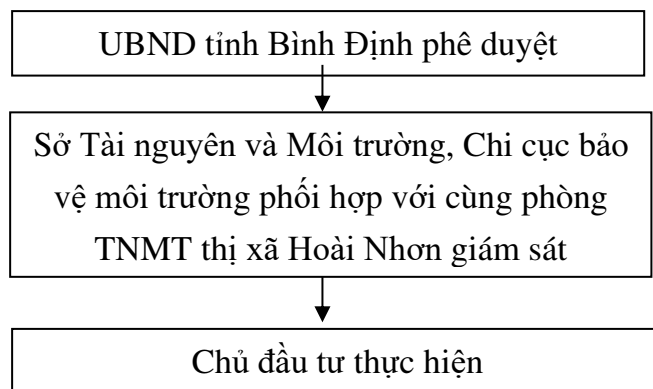 UBND tỉnh Bình Định phê duyệt
Sở Tài nguyên và Môi trường, Chi cục bảo
vệ môi trường phối hợp với cùng phòng
TNMT thị xã Hoài Nhơn giám sát
Chủ đầu tư thực hiện